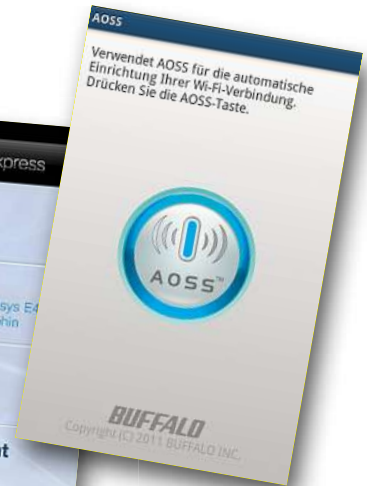 AOSS
Verwendet AOSS für die automatische
Einrichtung Ihrer Wi-Fi-Verbindung.
Drücken Sie die AOSS-Taste.
xpress
sys E4
hin
AOSS™
BUFFALO
Copyright (C) 2011 BUFFALO INC.
t